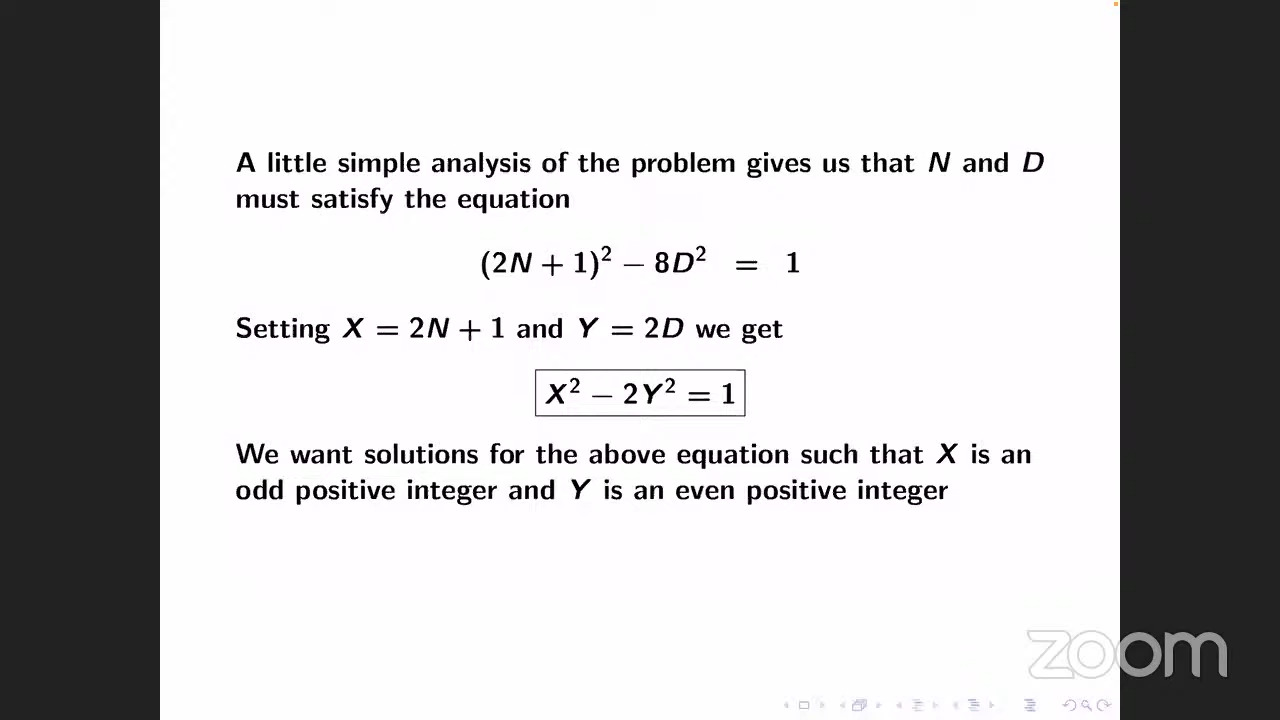 A little simple analysis of the problem gives us that N and D
must satisfy the equation
(2N + 1)² − 8D² = 1
Setting X = 2N + 1 and Y = 2D we get
X² − 2Y² = 1
We want solutions for the above equation such that X is an
odd positive integer and Y is an even positive integer
zoom